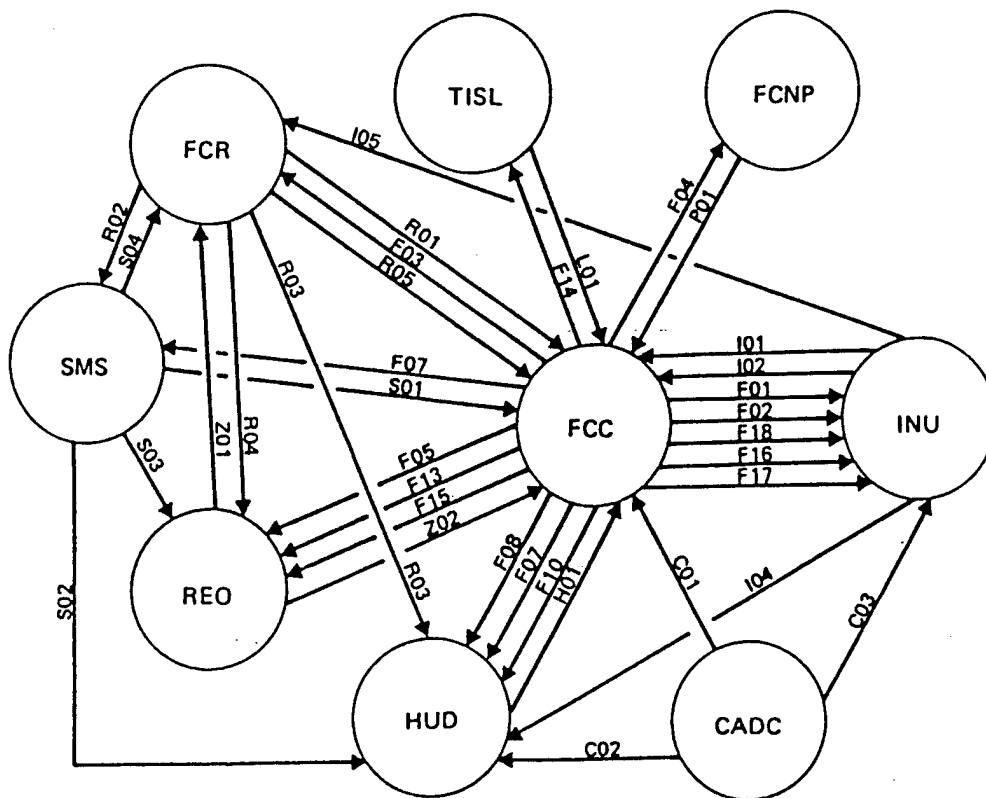 TISL
FCNP
FCR
I05
R02
S04
R03
R01
F03
R05
F14
L01
F04
P01
SMS
F07
S01
FCC
I01
I02
F01
F02
F18
F16
F17
INU
S03
Z01
R04
F05
F13
F15
Z02
REO
S02
R03
F08
F07
F10
H01
C01
I04
C03
HUD
CADC
C02